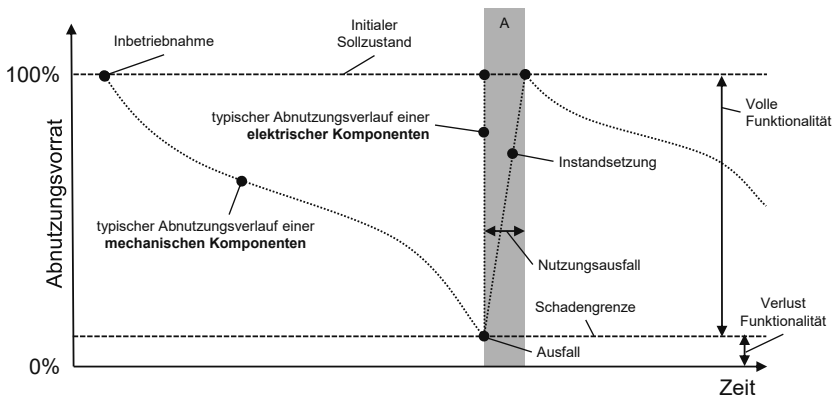 A
Initialer
Sollzustand
Inbetriebnahme
100%
typischer Abnutzungsverlauf einer
elektrischer Komponenten
Volle
Funktionalität
Instandsetzung
Abnutzungsvorrat
typischer Abnutzungsverlauf einer
mechanischen Komponenten
Nutzungsausfall
Schadengrenze
Verlust
Funktionalität
Ausfall
0%
Zeit